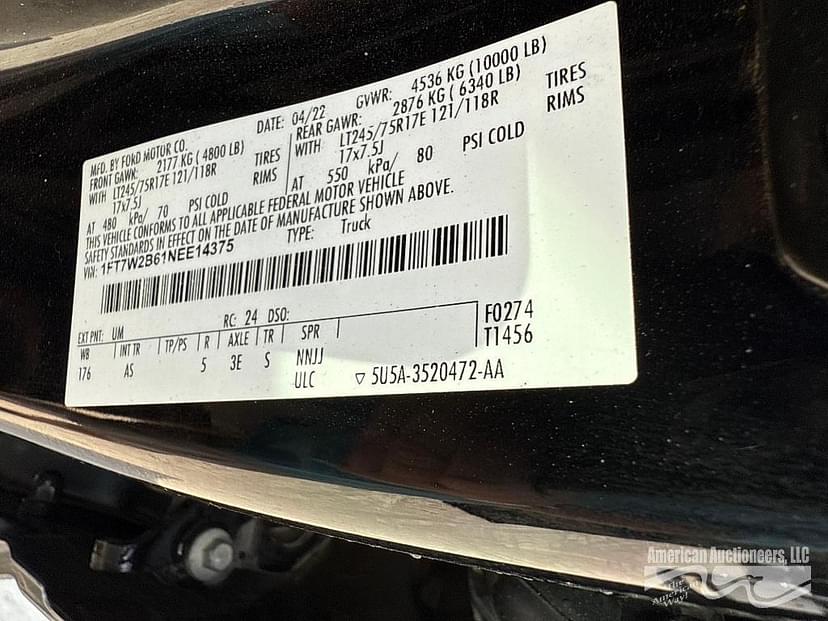 MFD. BY FORD MOTOR CO. DATE: 04/22 GVWR: 4536 KG (10000 LB)
FRONT GAWR: 2177 KG ( 4800 LB) REAR GAWR: 2876 KG ( 6340 LB)
WITH LT245/75R17E 121/118R TIRES WITH LT245/75R17E 121/118R TIRES
17x7.5J RIMS 17x7.5J RIMS
AT 480 kPa/ 70 PSI COLD AT 550 kPa/ 80 PSI COLD
THIS VEHICLE CONFORMS TO ALL APPLICABLE FEDERAL MOTOR VEHICLE
STANDARDS IN EFFECT ON THE DATE OF MANUFACTURE SHOWN ABOVE.
VIN: 1FT7W2B61NEE14375 TYPE: Truck
EXT PNT: UM RC: 24 DSO: F0274
WB INT TR TP/PS R AXLE TR SPR T1456
176 AS 5 3E S NNJJ
ULC ▽ 5U5A-3520472-AA
American Auctioneers, LLC
The American Way!